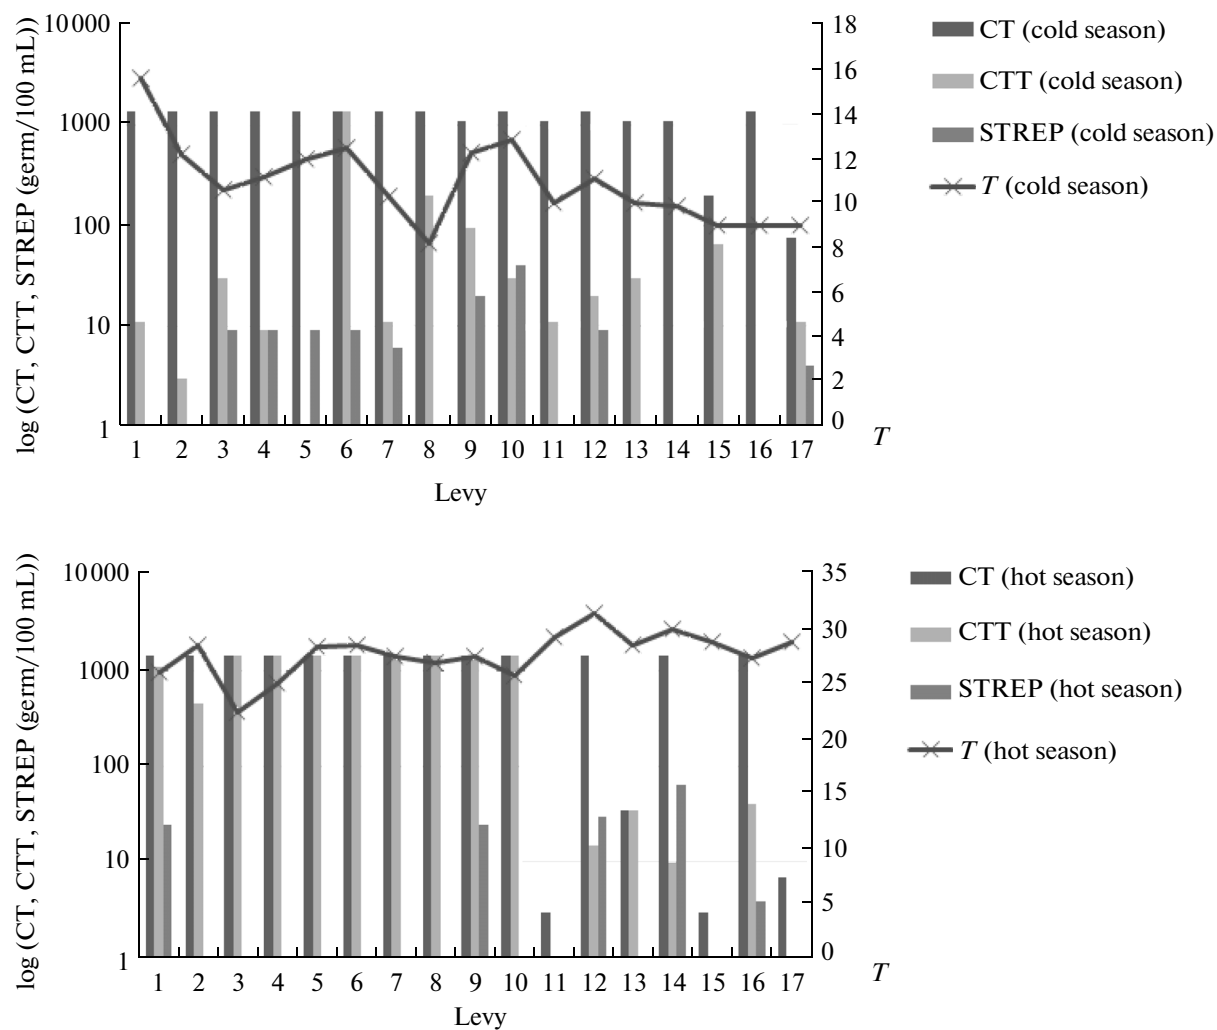 log (CT, CTT, STREP (germ/100 mL))
10 000
1000
100
10
1
18
16
14
12
10
8
6
4
2
0
1 2 3 4 5 6 7 8 9 10 11 12 13 14 15 16 17
T
Levy
CT (cold season)
CTT (cold season)
STREP (cold season)
T (cold season)
log (CT, CTT, STREP (germ/100 mL))
10 000
1000
100
10
1
35
30
25
20
15
10
5
0
1 2 3 4 5 6 7 8 9 10 11 12 13 14 15 16 17
T
Levy
CT (hot season)
CTT (hot season)
STREP (hot season)
T (hot season)